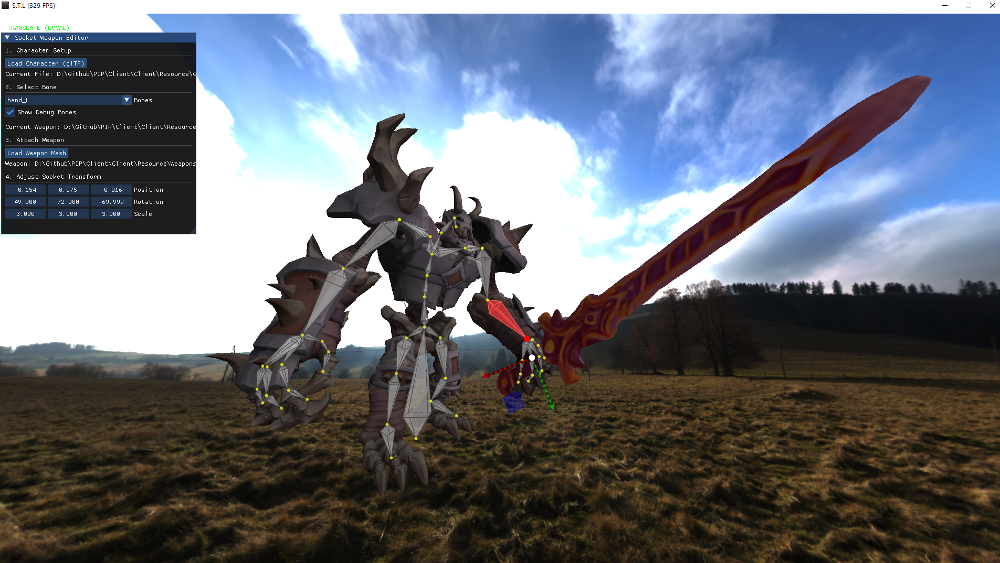 S.T.L (329 FPS)
TRANSLATE (LOCAL)
Socket Weapon Editor
1. Character Setup
Load Character (glTF)
Current File: D:\Github\PIP\Client\Client\Resource\C
2. Select Bone
hand_L Bones
Show Debug Bones
Current Weapon: D:\Github\PIP\Client\Client\Resource
3. Attach Weapon
Load Weapon Mesh
Weapon: D:\Github\PIP\Client\Client\Resource\Weapons
4. Adjust Socket Transform
-0.154 0.075 -0.016 Position
49.000 72.000 -69.999 Rotation
3.000 3.000 3.000 Scale